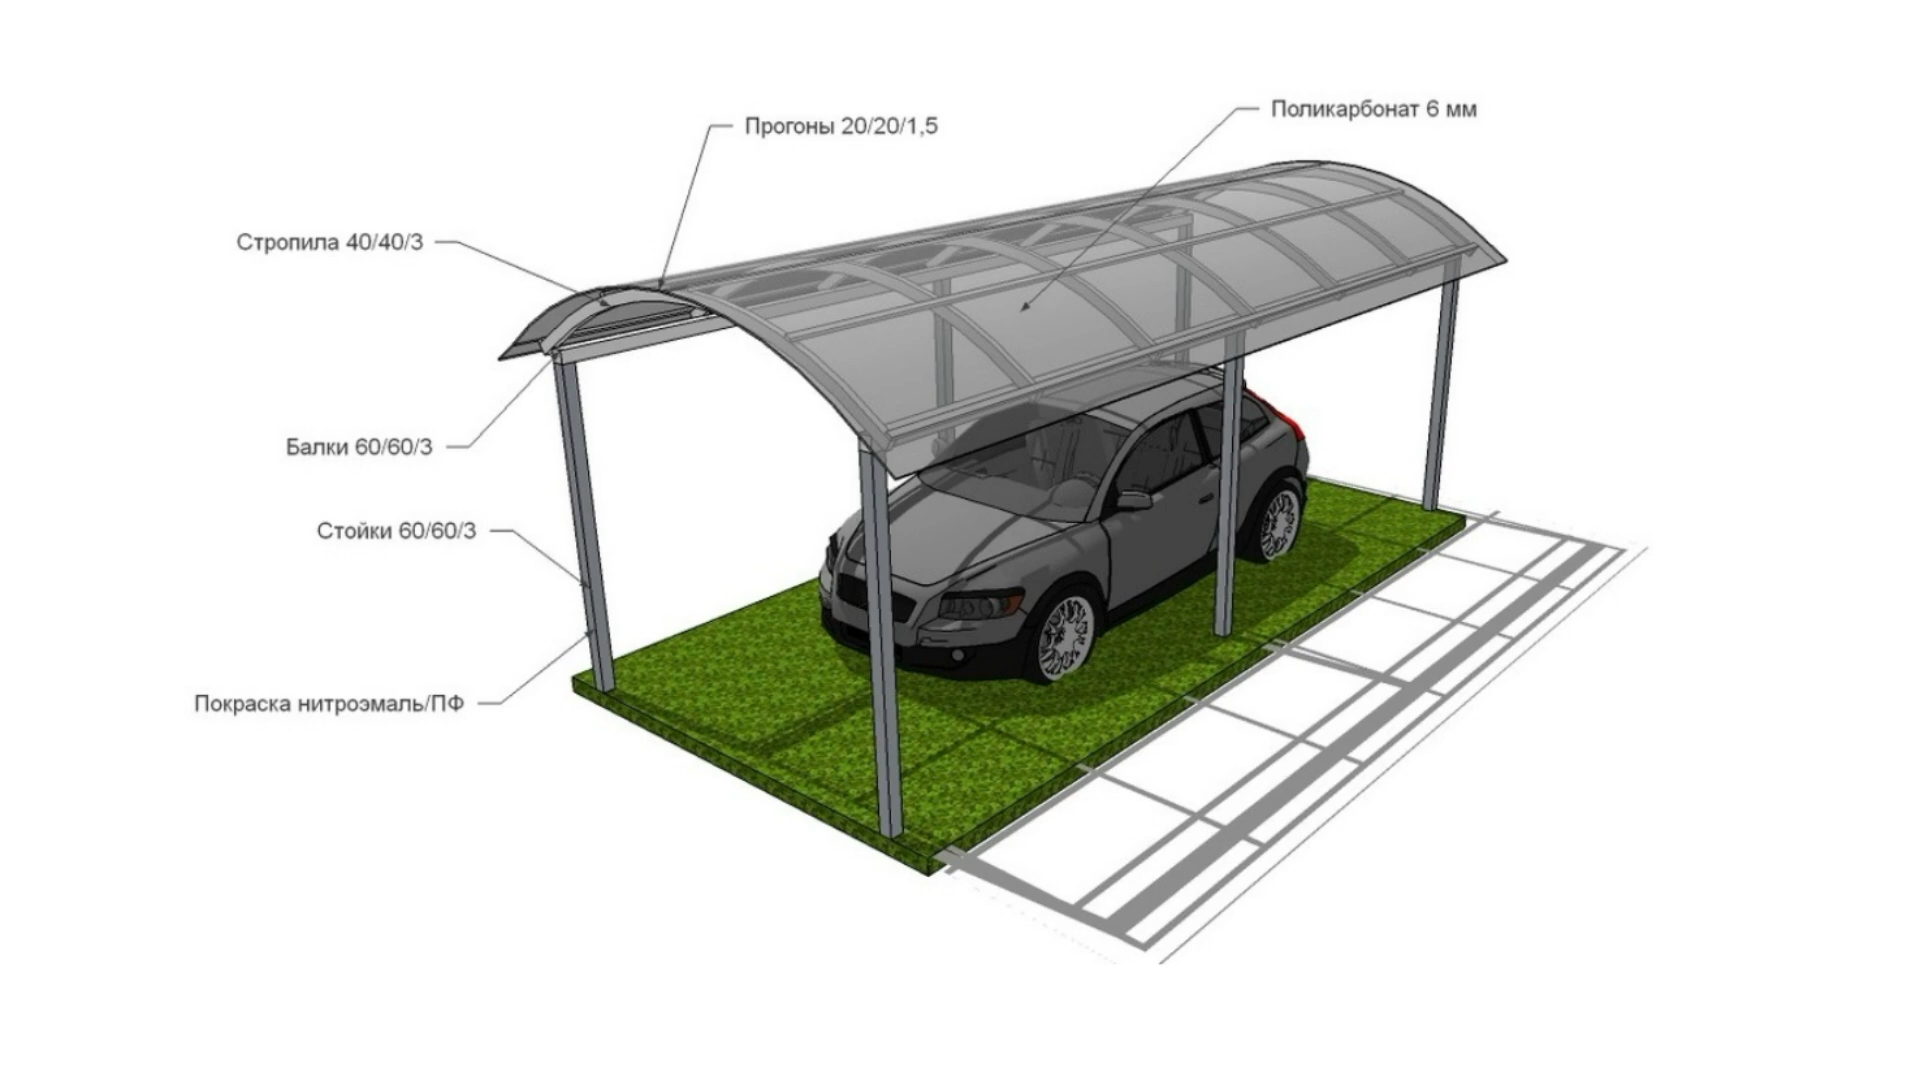 Поликарбонат 6 мм
Прогоны 20/20/1,5
Стропила 40/40/3
Балки 60/60/3
Стойки 60/60/3
Покраска нитроэмаль/ПФ